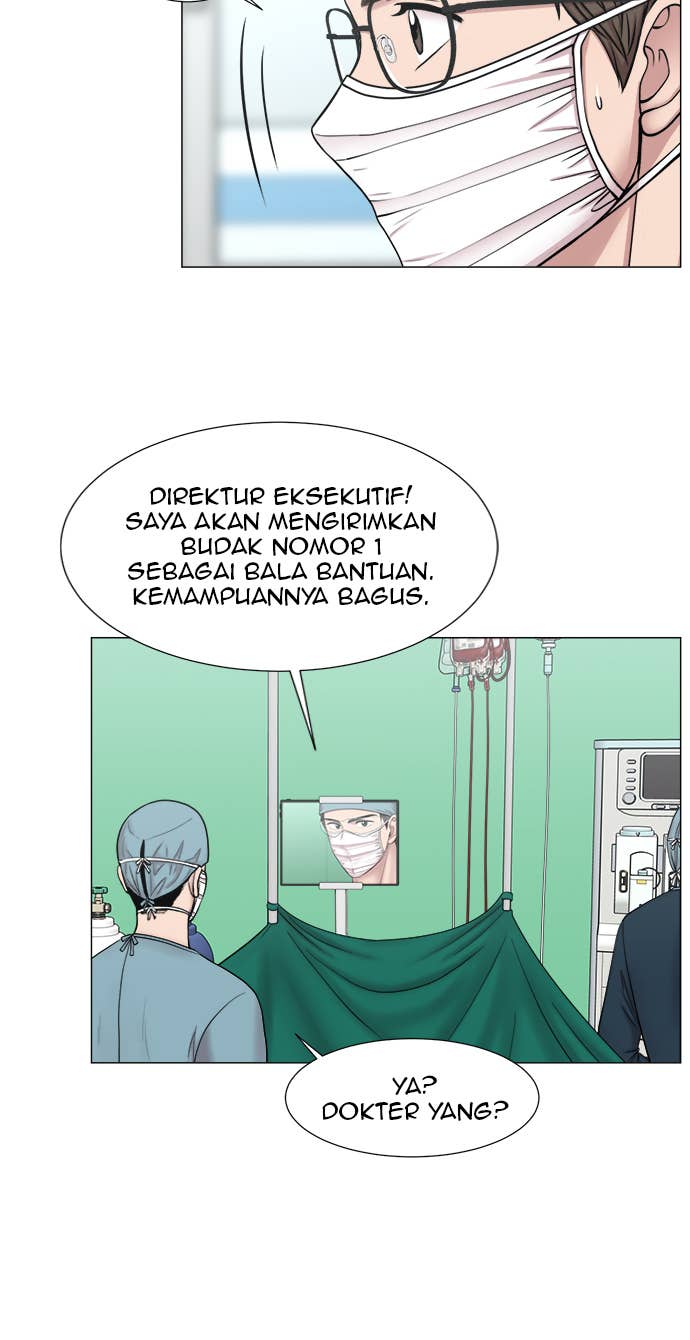 DIREKTUR EKSEKUTIF!
SAYA AKAN MENGIRIMKAN
BUDAK NOMOR 1
SEBAGAI BALA BANTUAN.
KEMAMPUANNYA BAGUS.
YA?
DOKTER YANG?